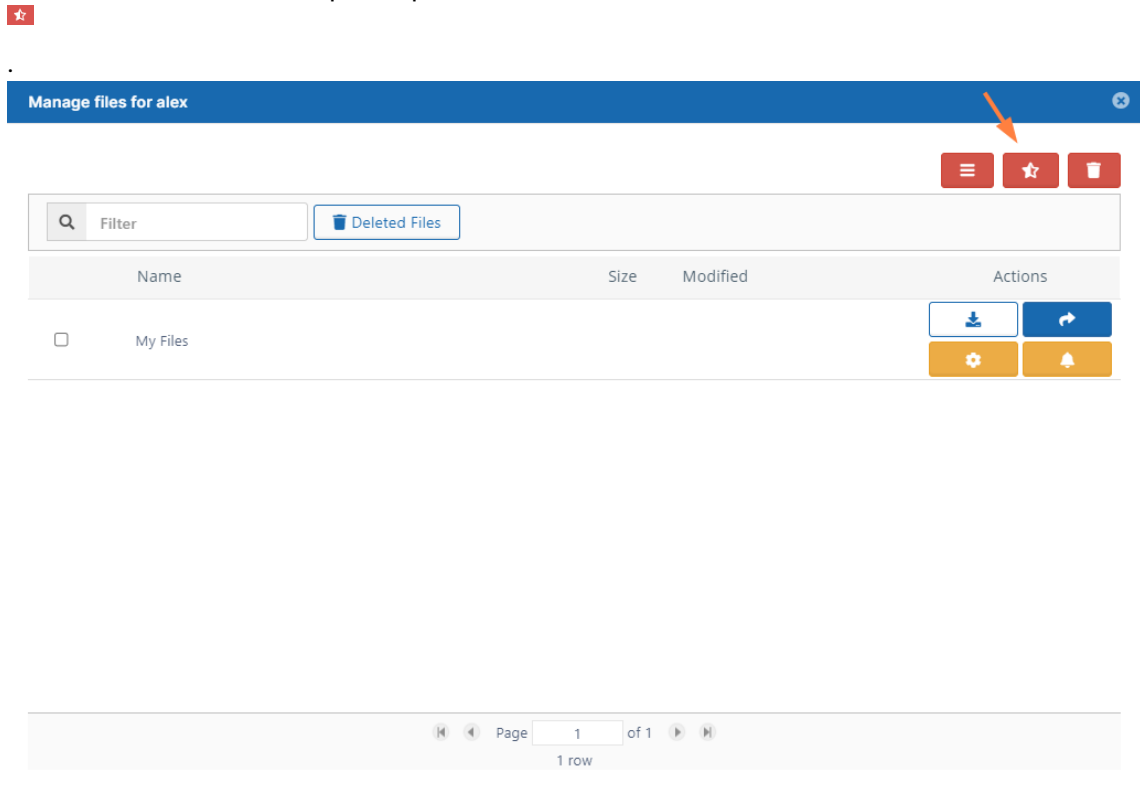 .
Manage files for alex
Filter
Deleted Files
Name Size Modified Actions
My Files
Page 1 of 1
1 row